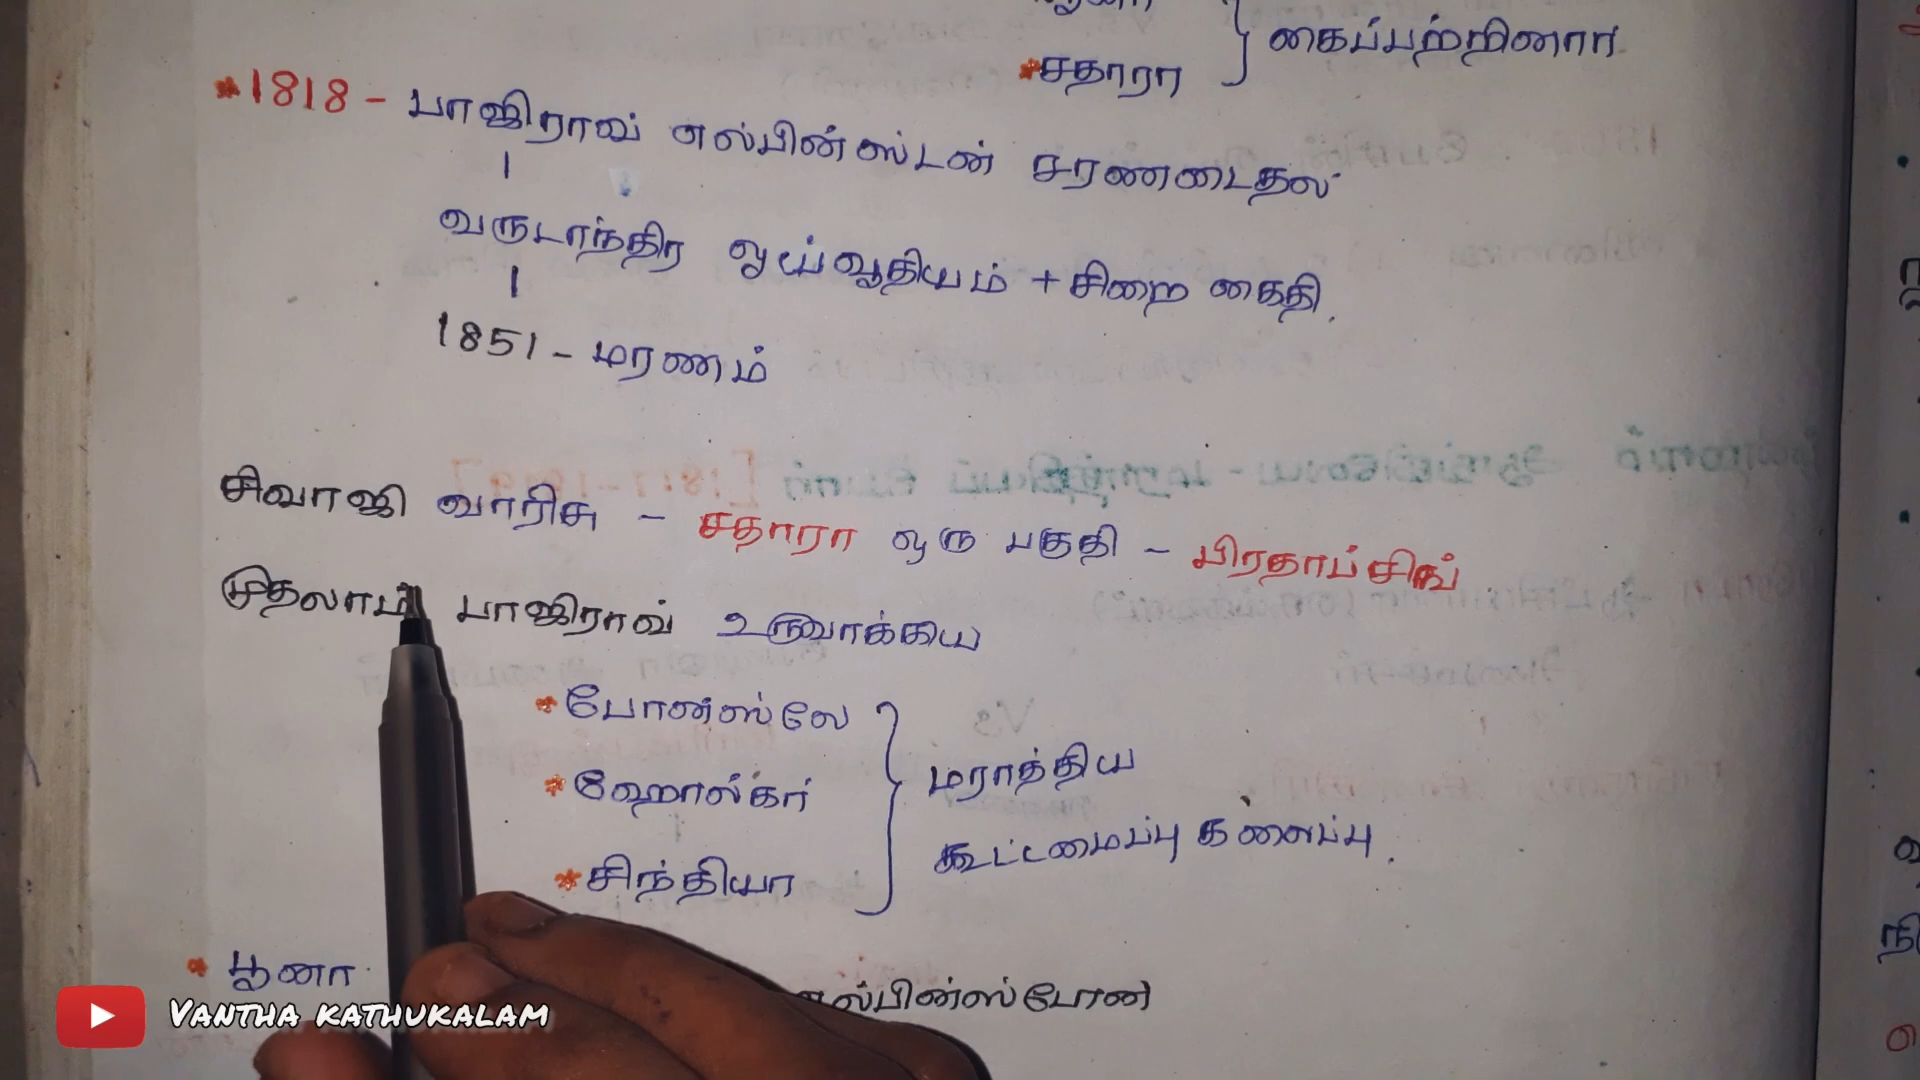 * சதாரா } கைப்பற்றினார்
* 1818 - பாஜிராவ் எல்பின்ஸ்டன் சரணடைதல்
வருடாந்திர ஓய்வூதியம் + சிறை கைதி.
1851 - மரணம்
சிவாஜி வாரிசு - சதாரா ஒரு பகுதி - பிரதாப்சிங்
முதலாம் பாஜிராவ் உருவாக்கிய
* போன்ஸ்லே
* ஹோல்கர்
* சிந்தியா
மராத்திய
கூட்டமைப்பு கலைப்பு.
* பூனா
எல்பின்ஸ்டோன்
VANTHA KATHUKALAM